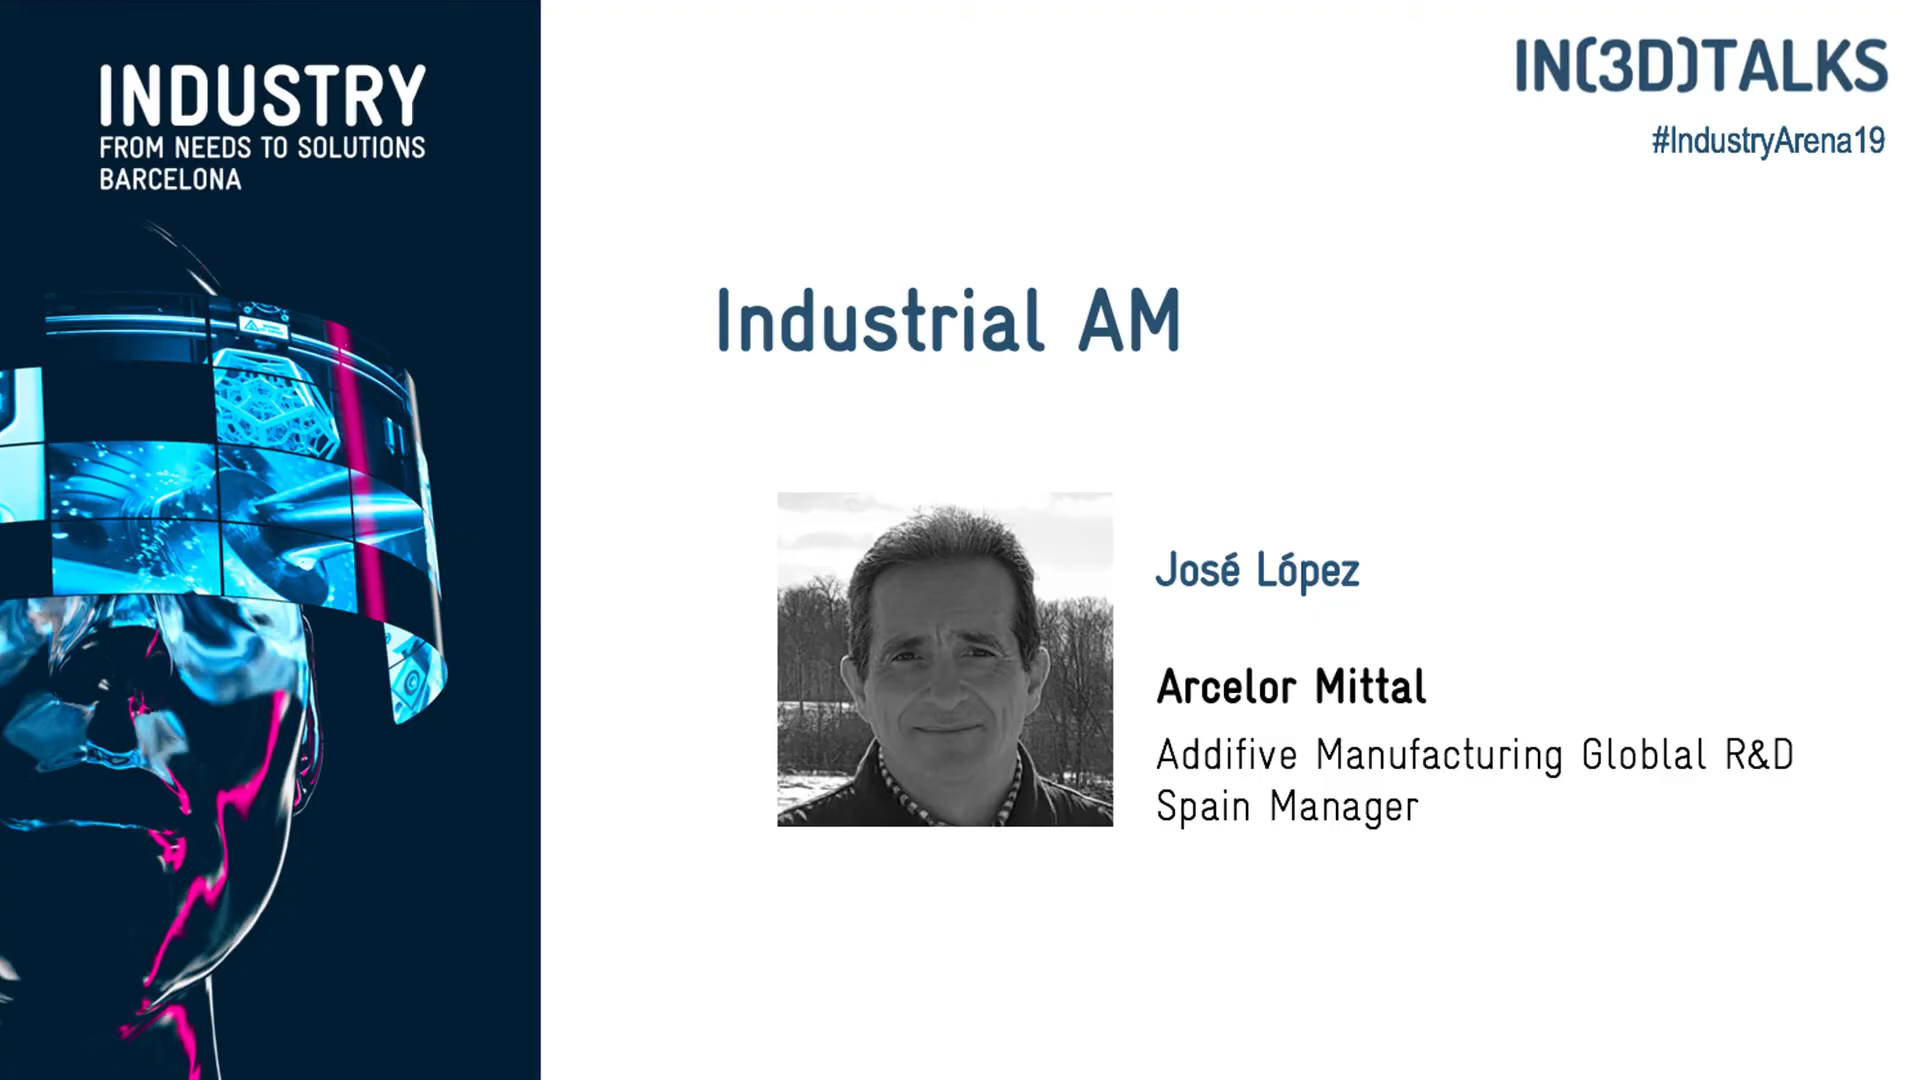 INDUSTRY
FROM NEEDS TO SOLUTIONS
BARCELONA
IN(3D)TALKS
#IndustryArena19
Industrial AM
José López
Arcelor Mittal
Addifive Manufacturing Globlal R&D
Spain Manager